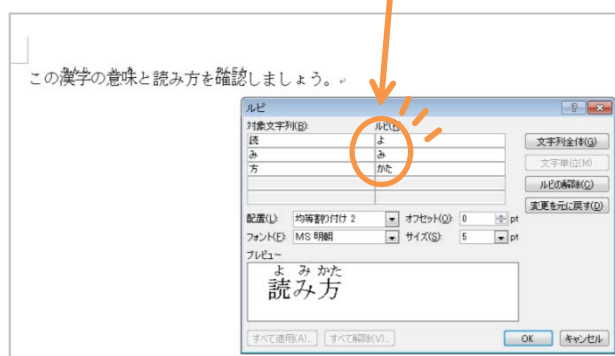 この漢字の意味と読み方を確認しましょう。
ルビ
対象文字列(B): ルビ(R):
読 よ
み み
方 かた
文字列全体(G)
文字単位(M)
ルビの解除(C)
変更を元に戻す(D)
配置(L): 均等割り付け 2 オフセット(O): 0 pt
フォント(F): MS 明朝 サイズ(S): 5 pt
プレビュー
よ み かた
読み方
すべて適用(A)... すべて解除(V)... OK キャンセル